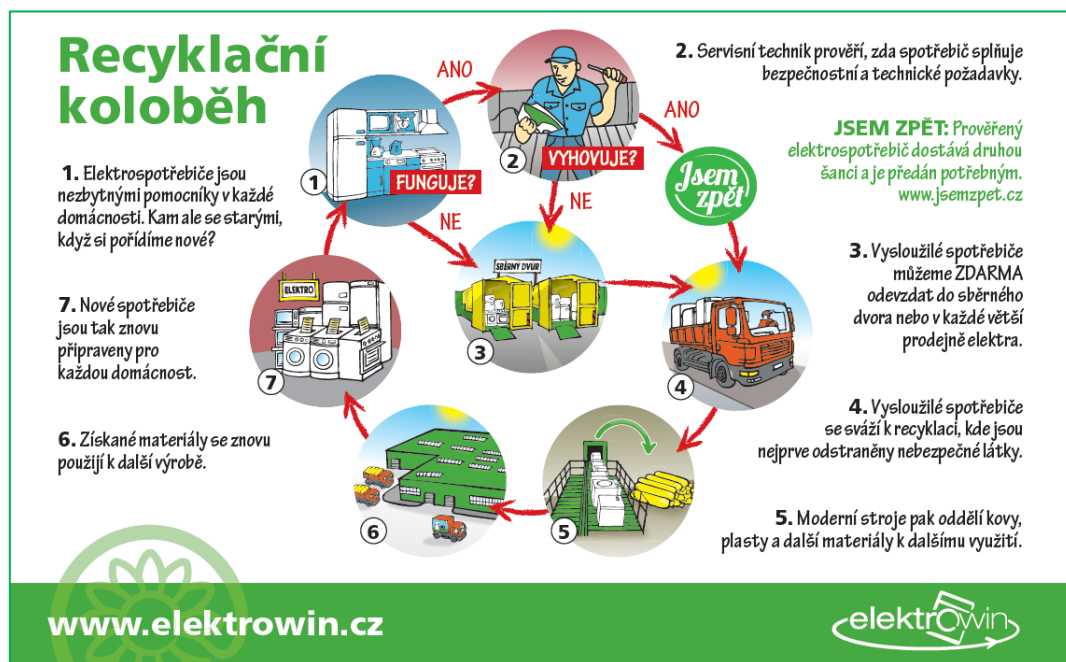 Recyklační
koloběh
1. Elektrospotřebiče jsou
nezbytnými pomocníky v každé
domácnosti. Kam ale se starými,
když si pořídíme nové?
7. Nové spotřebiče
jsou tak znovu
připraveny pro
každou domácnost.
6. Získané materiály se znovu
použijí k další výrobě.
1
FUNGUJE?
ANO
NE
2
VYHOVUJE?
ANO
NE
Jsem
zpět
SBĚRNÝ DVUR
3
4
5
6
ELEKTRO
7
2. Servisní technik prověří, zda spotřebič splňuje
bezpečnostní a technické požadavky.
JSEM ZPĚT: Prověřený
elektrospotřebič dostává druhou
šanci a je předán potřebným.
www.jsemzpet.cz
3. Vysloužilé spotřebiče
můžeme ZDARMA
odevzdat do sběrného
dvora nebo v každé větší
prodejně elektra.
4. Vysloužilé spotřebiče
se sváží k recyklaci, kde jsou
nejprve odstraněny nebezpečné látky.
5. Moderní stroje pak oddělí kovy,
plasty a další materiály k dalšímu využití.
www.elektrowin.cz
elektrowin